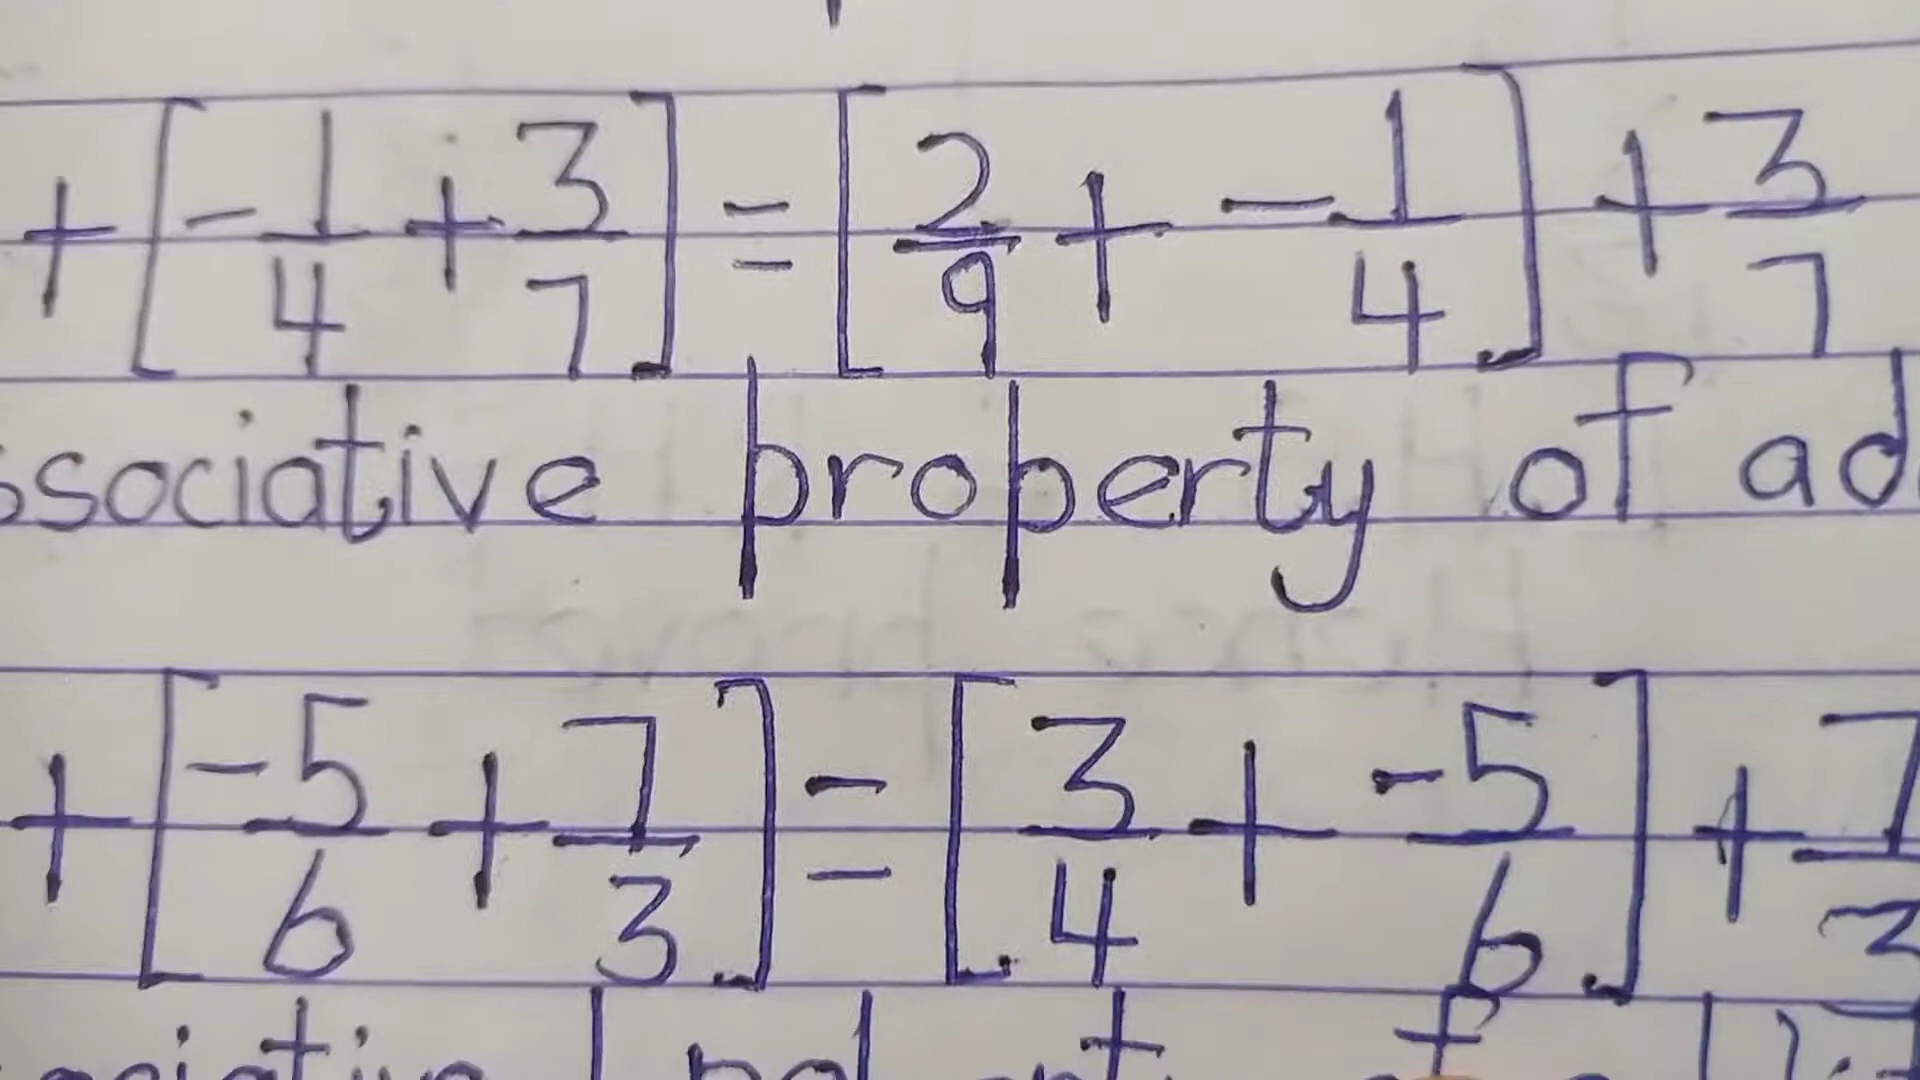 + [-1/4 + 3/7] = [2/9 + -1/4] + 3/7
ssociative property of ad
+ [-5/6 + 7/3] = [3/4 + -5/6] + 7/3